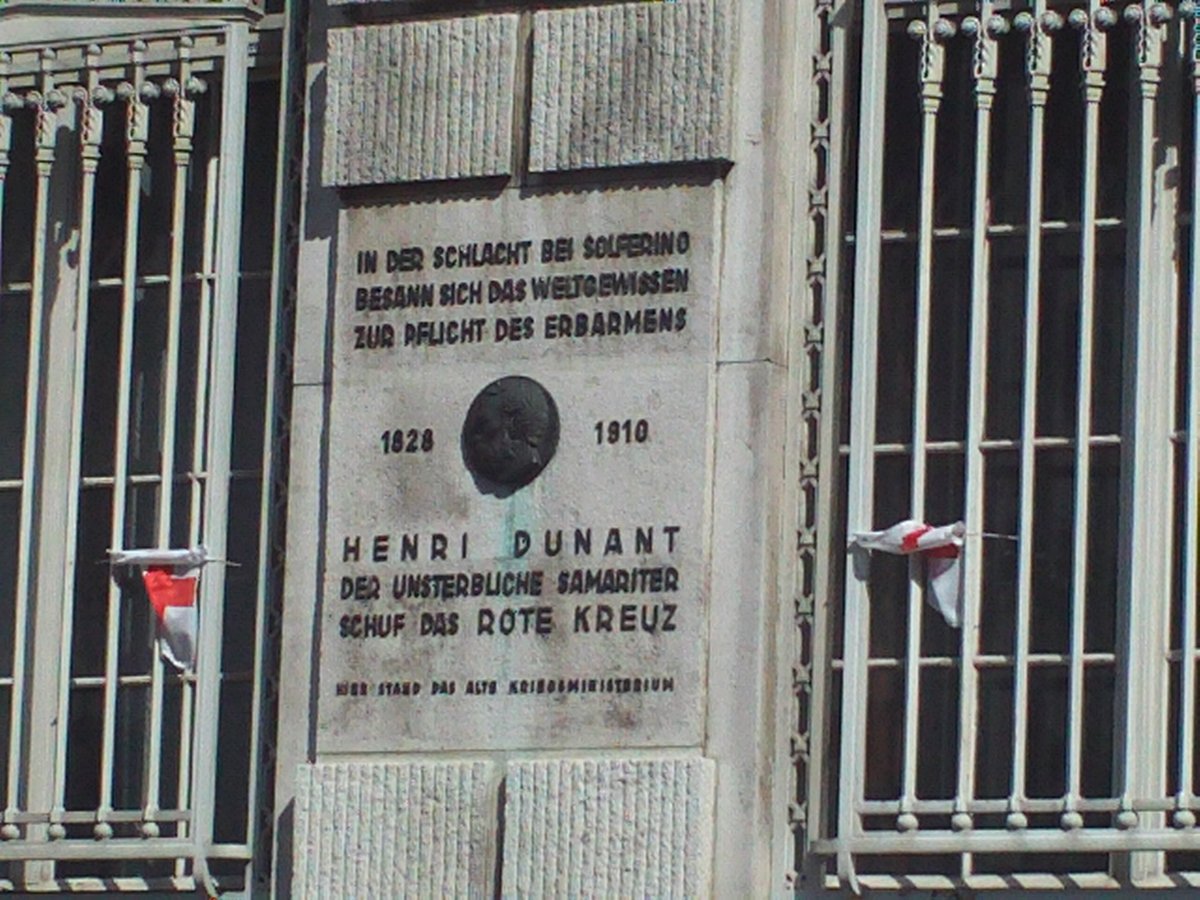 IN DER SCHLACHT BEI SOLFERINO
BESANN SICH DAS WELTGEWISSEN
ZUR PFLICHT DES ERBARMENS
1828 1910
HENRI DUNANT
DER UNSTERBLICHE SAMARITER
SCHUF DAS ROTE KREUZ
HIER STAND DAS ALTE KRIEGSMINISTERIUM